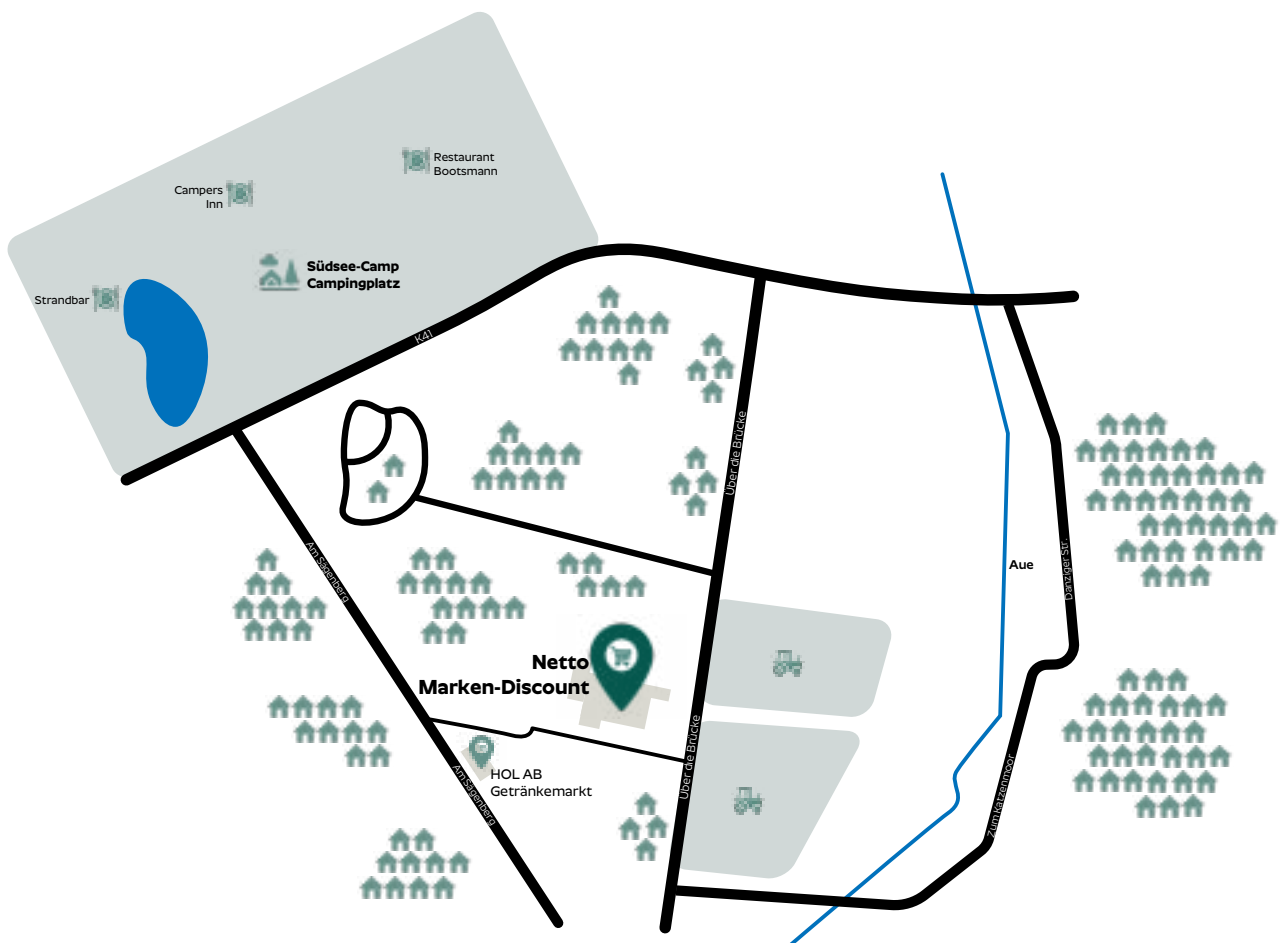 Restaurant
Bootsmann
Campers
Inn
Südsee-Camp
Campingplatz
Strandbar
K41
Über die Brücke
Am Sägenberg
Aue
Danziger Str.
Netto
Marken-Discount
Über die Brücke
HOL AB
Getränkemarkt
Am Sägenberg
Zum Katzenmoor